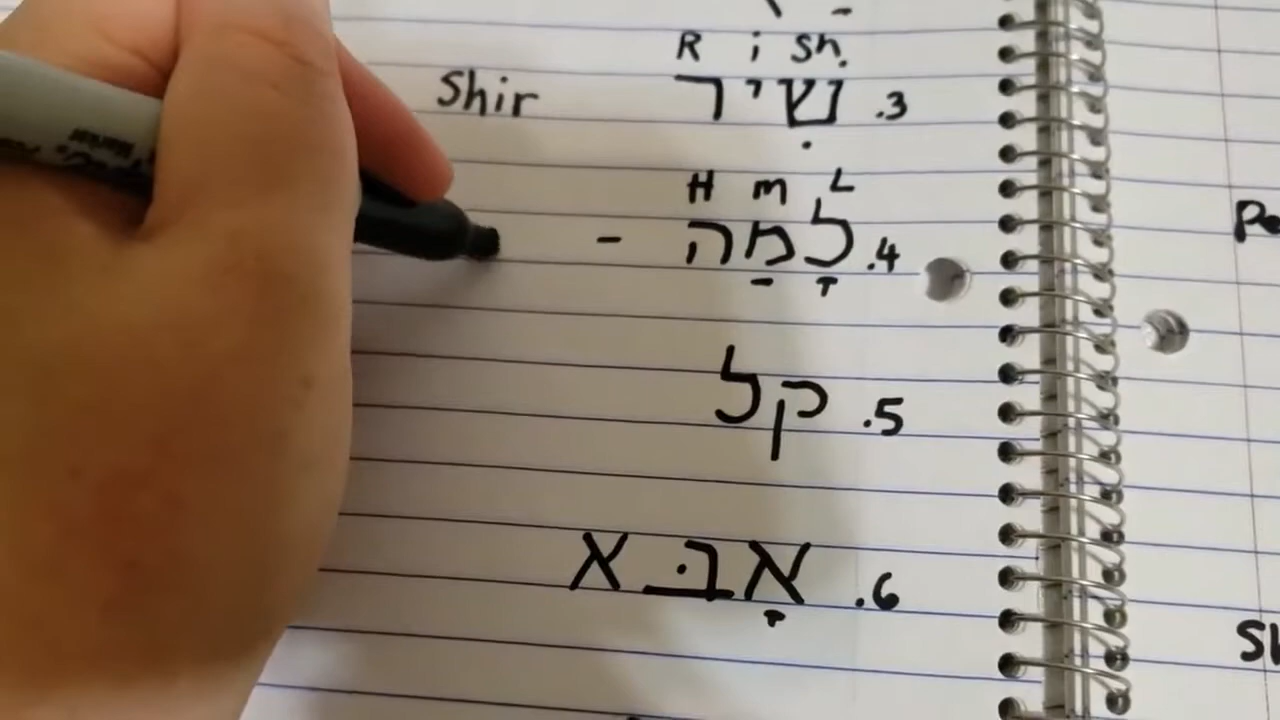 R i Sh
Shir שִׁיר .3
H m L
- לָמַה .4
קל .5
אָבּא .6